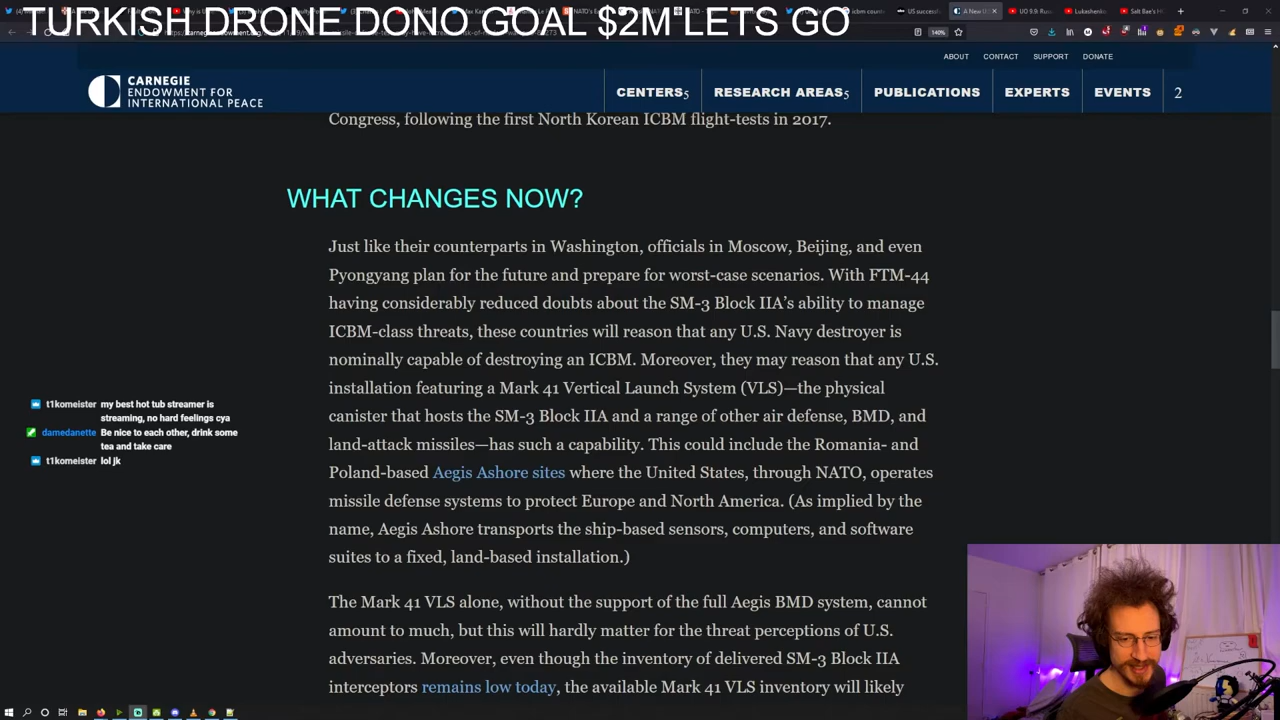 TURKISH DRONE DONO GOAL $2M LETS GO
140%
ABOUT
CONTACT
SUPPORT
DONATE
CARNEGIE
ENDOWMENT FOR
INTERNATIONAL PEACE
CENTERS5
RESEARCH AREAS5
PUBLICATIONS
EXPERTS
EVENTS
2
Congress, following the first North Korean ICBM flight-tests in 2017.
WHAT CHANGES NOW?
Just like their counterparts in Washington, officials in Moscow, Beijing, and even
Pyongyang plan for the future and prepare for worst-case scenarios. With FTM-44
having considerably reduced doubts about the SM-3 Block IIA's ability to manage
ICBM-class threats, these countries will reason that any U.S. Navy destroyer is
nominally capable of destroying an ICBM. Moreover, they may reason that any U.S.
installation featuring a Mark 41 Vertical Launch System (VLS)—the physical
canister that hosts the SM-3 Block IIA and a range of other air defense, BMD, and
land-attack missiles—has such a capability. This could include the Romania- and
Poland-based Aegis Ashore sites where the United States, through NATO, operates
missile defense systems to protect Europe and North America. (As implied by the
name, Aegis Ashore transports the ship-based sensors, computers, and software
suites to a fixed, land-based installation.)
The Mark 41 VLS alone, without the support of the full Aegis BMD system, cannot
amount to much, but this will hardly matter for the threat perceptions of U.S.
adversaries. Moreover, even though the inventory of delivered SM-3 Block IIA
interceptors remains low today, the available Mark 41 VLS inventory will likely
t1komeister my best hot tub streamer is
streaming, no hard feelings cya
damedanette Be nice to each other, drink some
tea and take care
t1komeister lol jk